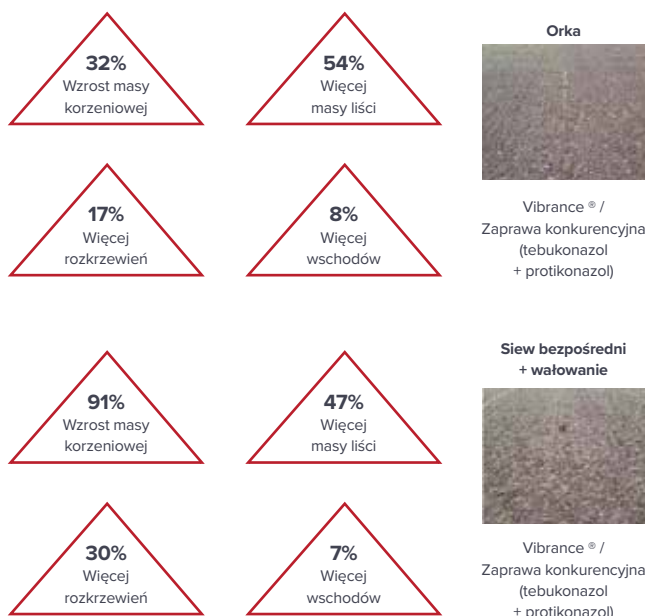 32%
Wzrost masy
korzeniowej
54%
Więcej
masy liści
Orka
17%
Więcej
rozkrzewień
8%
Więcej
wschodów
Vibrance ® /
Zaprawa konkurencyjna
(tebukonazol
+ protikonazol)
91%
Wzrost masy
korzeniowej
47%
Więcej
masy liści
Siew bezpośredni
+ wałowanie
30%
Więcej
rozkrzewień
7%
Więcej
wschodów
Vibrance ® /
Zaprawa konkurencyjna
(tebukonazol
+ protikonazol)